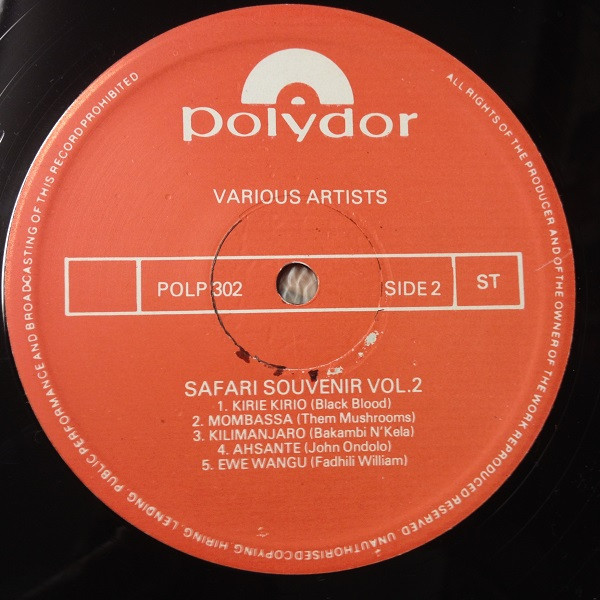 polydor
VARIOUS ARTISTS
POLP 302
SIDE 2
ST
SAFARI SOUVENIR VOL.2
1. KIRIE KIRIO (Black Blood)
2. MOMBASSA (Them Mushrooms)
3. KILIMANJARO (Bakambi N'Kela)
4. AHSANTE (John Ondolo)
5. EWE WANGU (Fadhili William)
ALL RIGHTS OF THE PRODUCER AND OF THE OWNER OF THE WORK REPRODUCED RESERVED. UNAUTHORISED COPYING, HIRING, LENDING, PUBLIC PERFORMANCE AND BROADCASTING OF THIS RECORD PROHIBITED